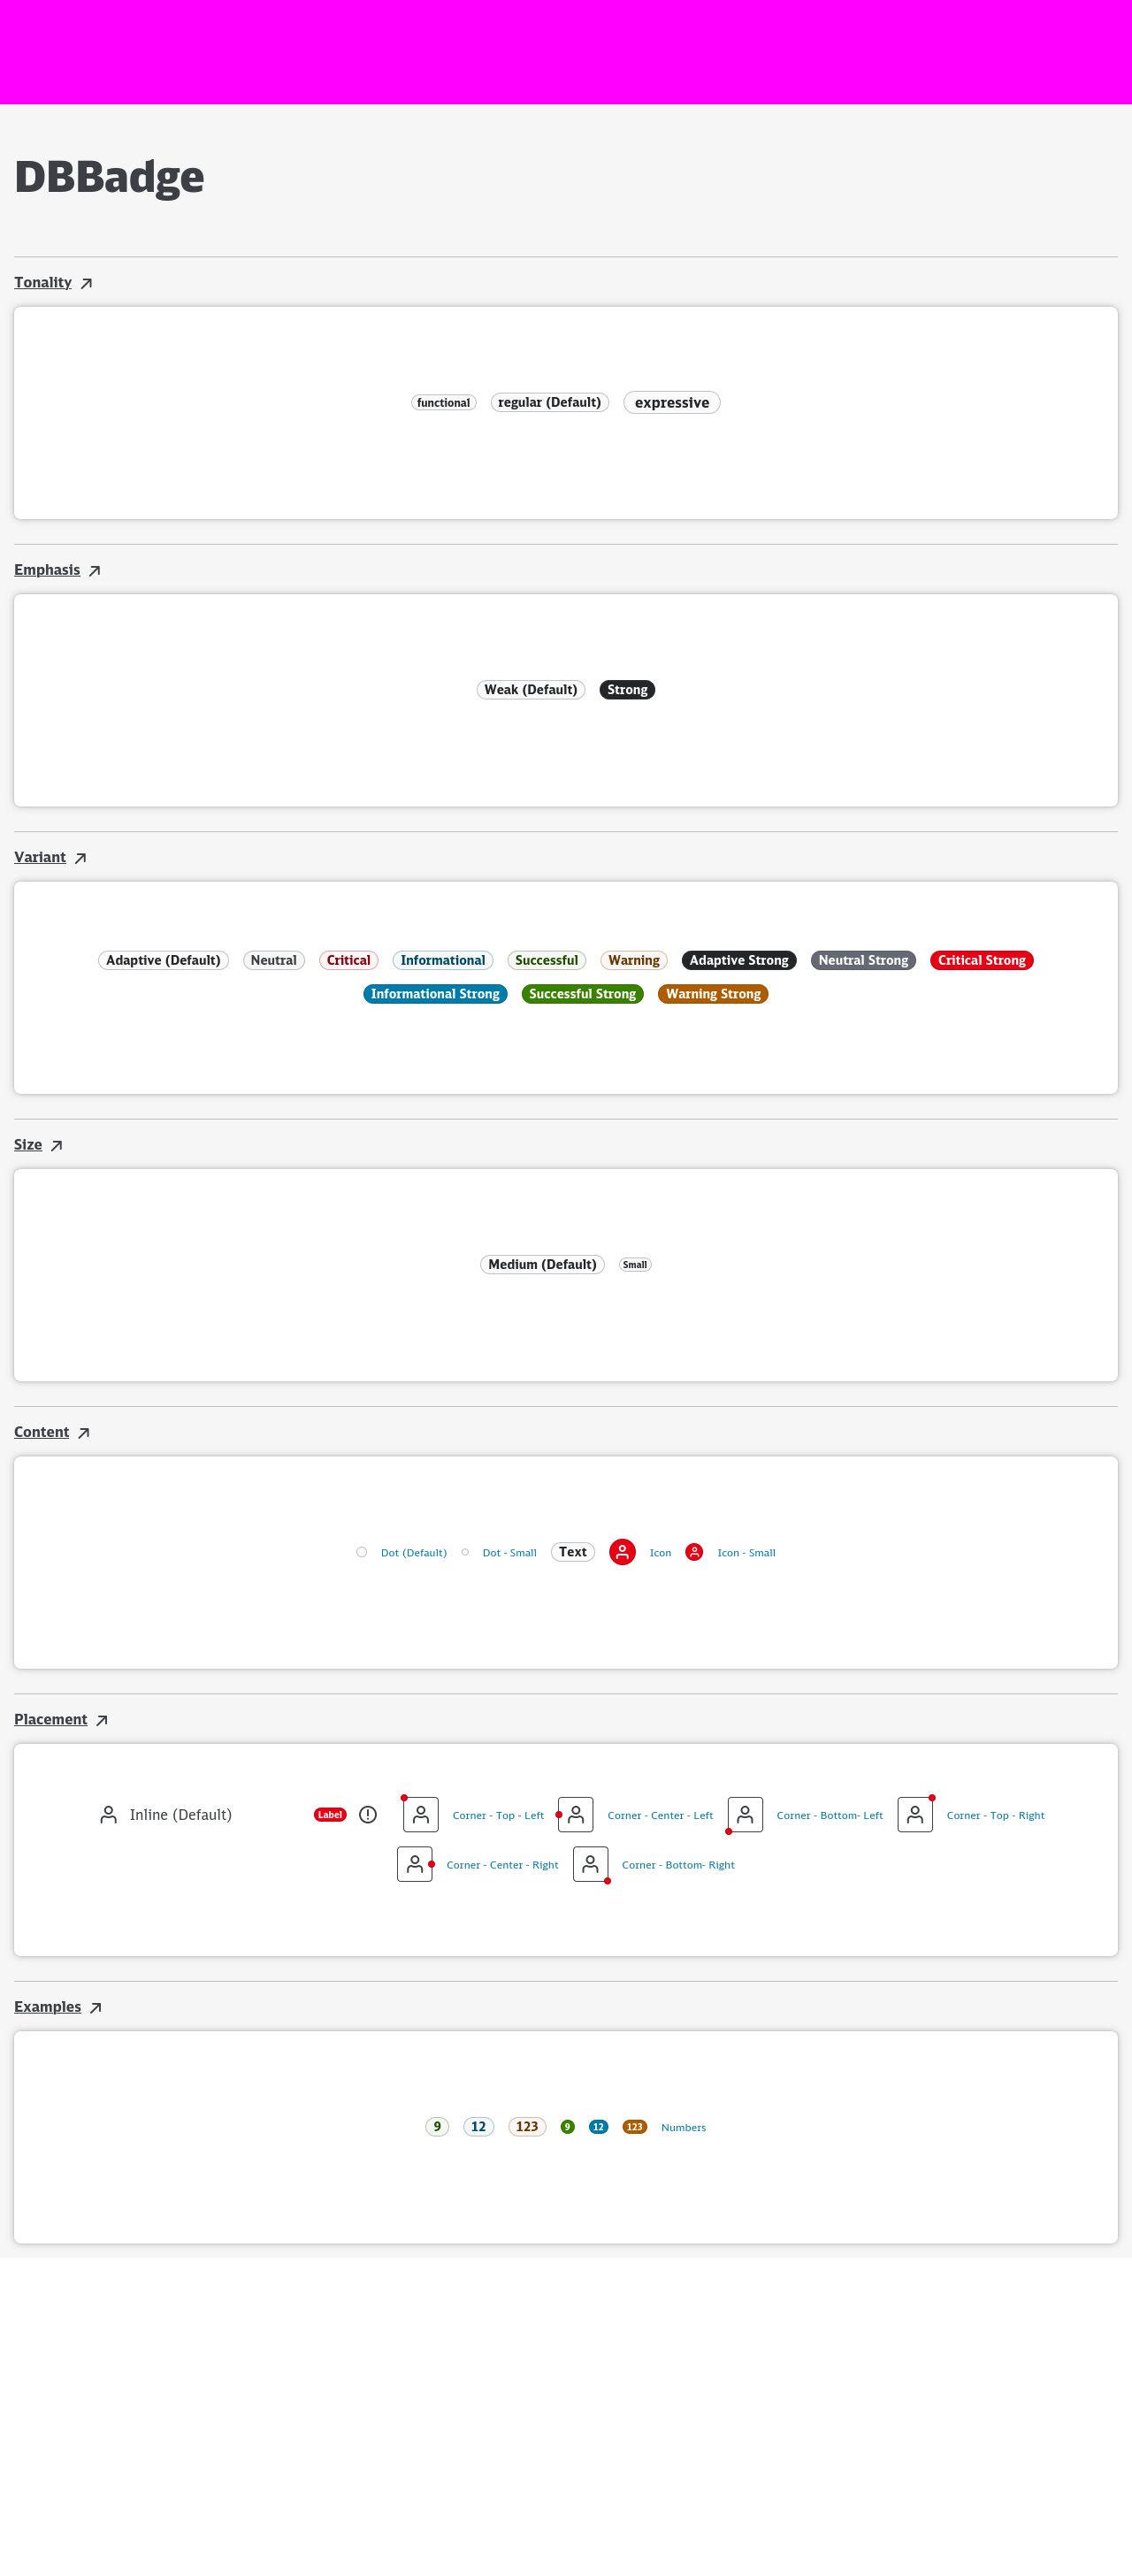 DBBadge
Tonality
functional regular (Default) expressive
Emphasis
Weak (Default) Strong
Variant
Adaptive (Default) Neutral Critical Informational Successful Warning Adaptive Strong Neutral Strong Critical Strong
Informational Strong Successful Strong Warning Strong
Size
Medium (Default) Small
Content
Dot (Default) Dot - Small Text Icon Icon - Small
Placement
Inline (Default) Label Corner - Top - Left Corner - Center - Left Corner - Bottom- Left Corner - Top - Right
Corner - Center - Right Corner - Bottom- Right
Examples
9 12 123 9 12 123 Numbers